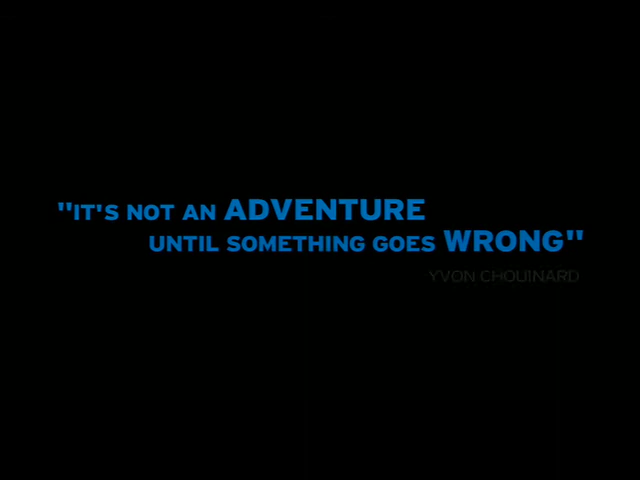 "IT'S NOT AN ADVENTURE
UNTIL SOMETHING GOES WRONG"
YVON CHOUINARD